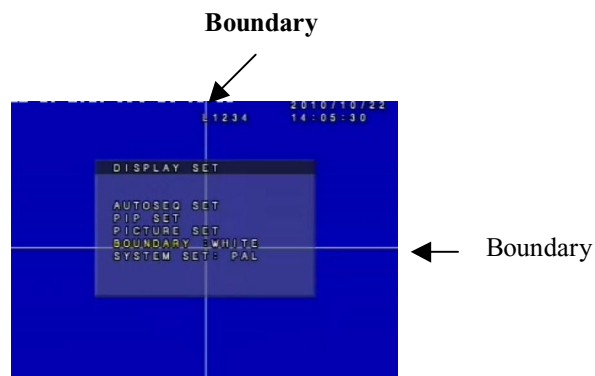 Boundary
2010/10/22
E1234 14:05:30
DISPLAY SET
AUTOSEQ SET
PIP SET
PICTURE SET
BOUNDARY :WHITE
Boundary
SYSTEM SET: PAL